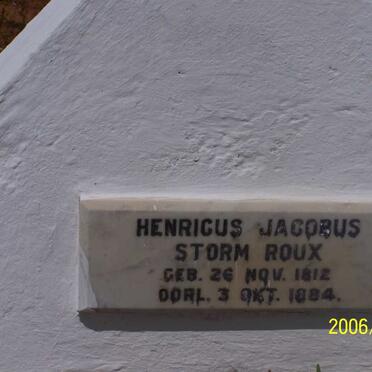 HENRICUS JACOBUS
STORM ROUX
GEB. 26 NOV. 1812
OORL. 3 OKT. 1884.
2006/